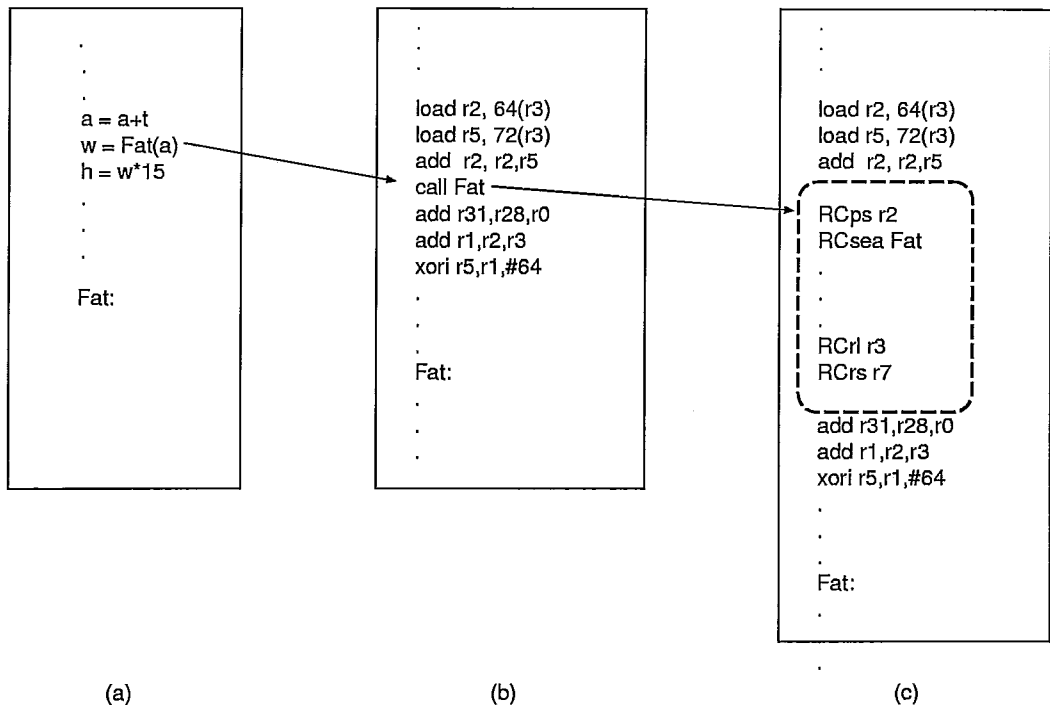 .
.
.
a = a+t
w = Fat(a)
h = w*15
.
.
.
Fat:
.
.
.
load r2, 64(r3)
load r5, 72(r3)
add r2, r2,r5
call Fat
add r31,r28,r0
add r1,r2,r3
xori r5,r1,#64
.
.
.
Fat:
.
.
.
.
.
.
load r2, 64(r3)
load r5, 72(r3)
add r2, r2,r5
RCps r2
RCsea Fat
.
.
.
RCrl r3
RCrs r7
add r31,r28,r0
add r1,r2,r3
xori r5,r1,#64
.
.
.
Fat:
.
.
(a)
(b)
(c)